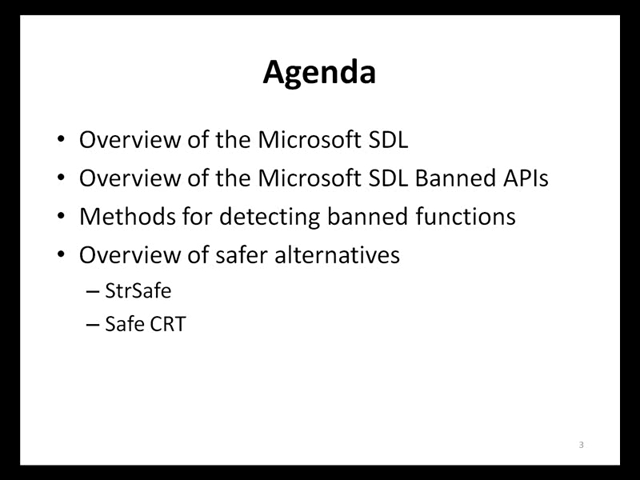 Agenda
• Overview of the Microsoft SDL
• Overview of the Microsoft SDL Banned APIs
• Methods for detecting banned functions
• Overview of safer alternatives
– StrSafe
– Safe CRT
3